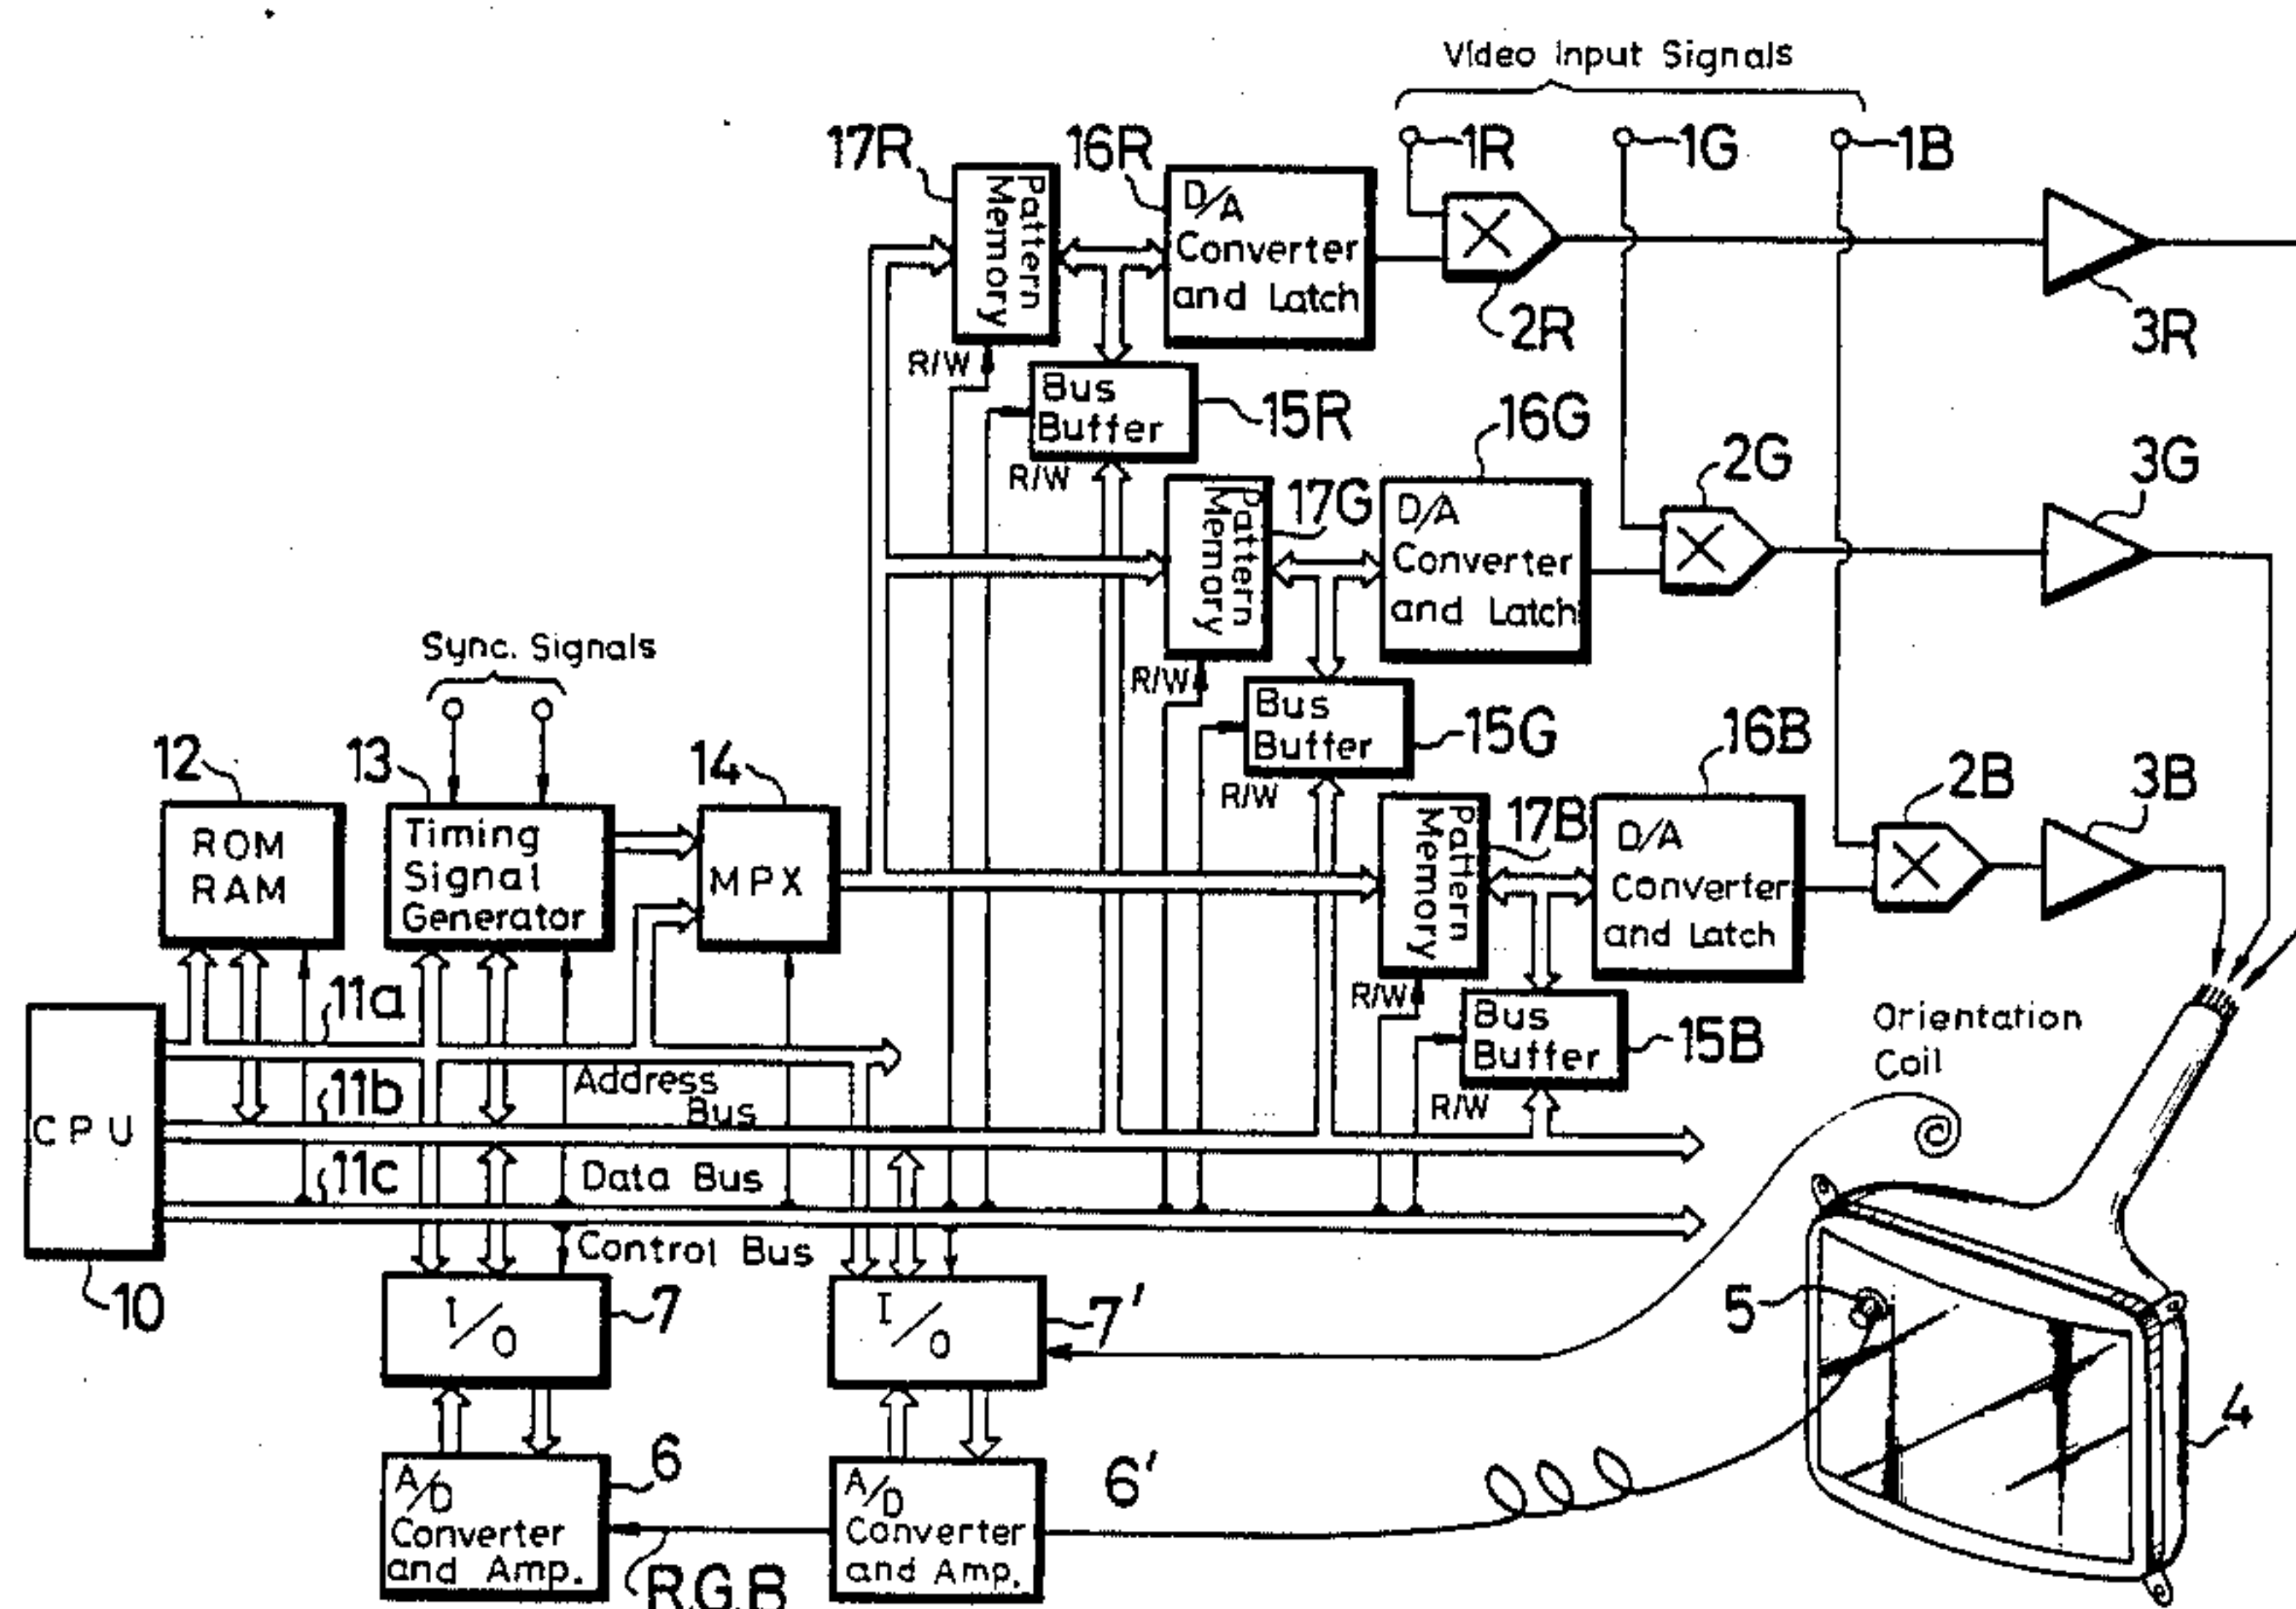 Video Input Signals
17R
16R
1R
1G
1B
Pattern
Memory
D/A
Converter
and Latch
2R
3R
R/W
Bus
Buffer
15R
R/W
16G
2G
3G
Pattern
Memory
17G
D/A
Converter
and Latch
Sync. Signals
R/W
Bus
Buffer
15G
R/W
16B
2B
3B
12
13
14
ROM
RAM
Timing
Signal
Generator
MPX
Pattern
Memory
17B
D/A
Converter
and Latch
R/W
Bus
Buffer
15B
R/W
Orientation
Coil
11a
Address
Bus
11b
CPU
Data Bus
11c
Control Bus
10
I/O
7
I/O
7'
5
4
A/D
Converter
and Amp.
6
A/D
Converter
and Amp.
6'
R.G.B